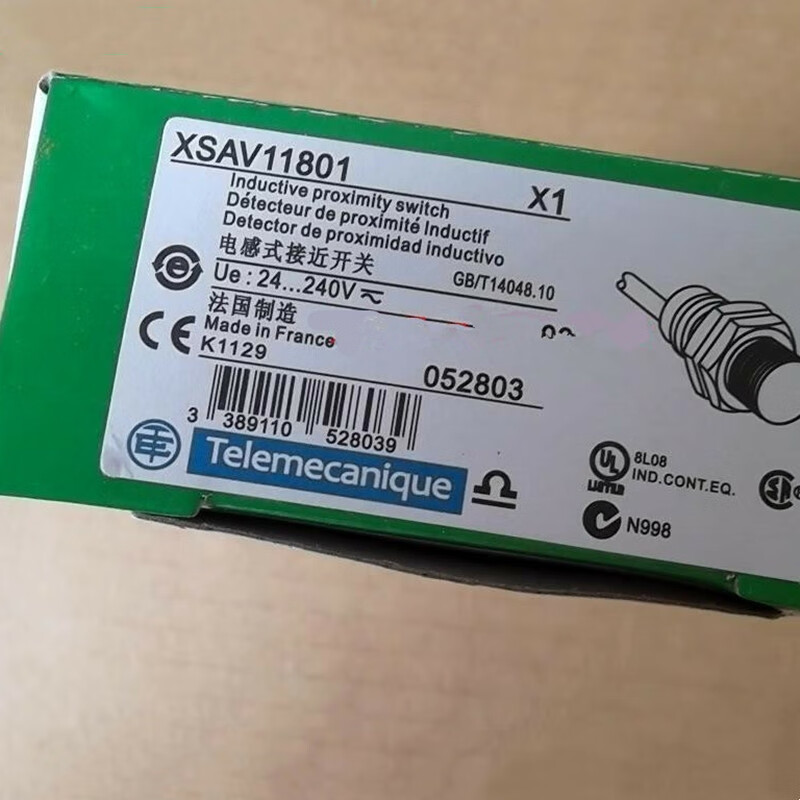 XSAV11801
X1
Inductive proximity switch
Détecteur de proximité Inductif
Detector de proximidad inductivo
电感式接近开关
GB/T14048.10
Ue : 24...240V
法国制造
Made in France
K1129
052803
3 389110 528039
Telemecanique
UL
LISTED
8L08
IND.CONT.EQ.
N998